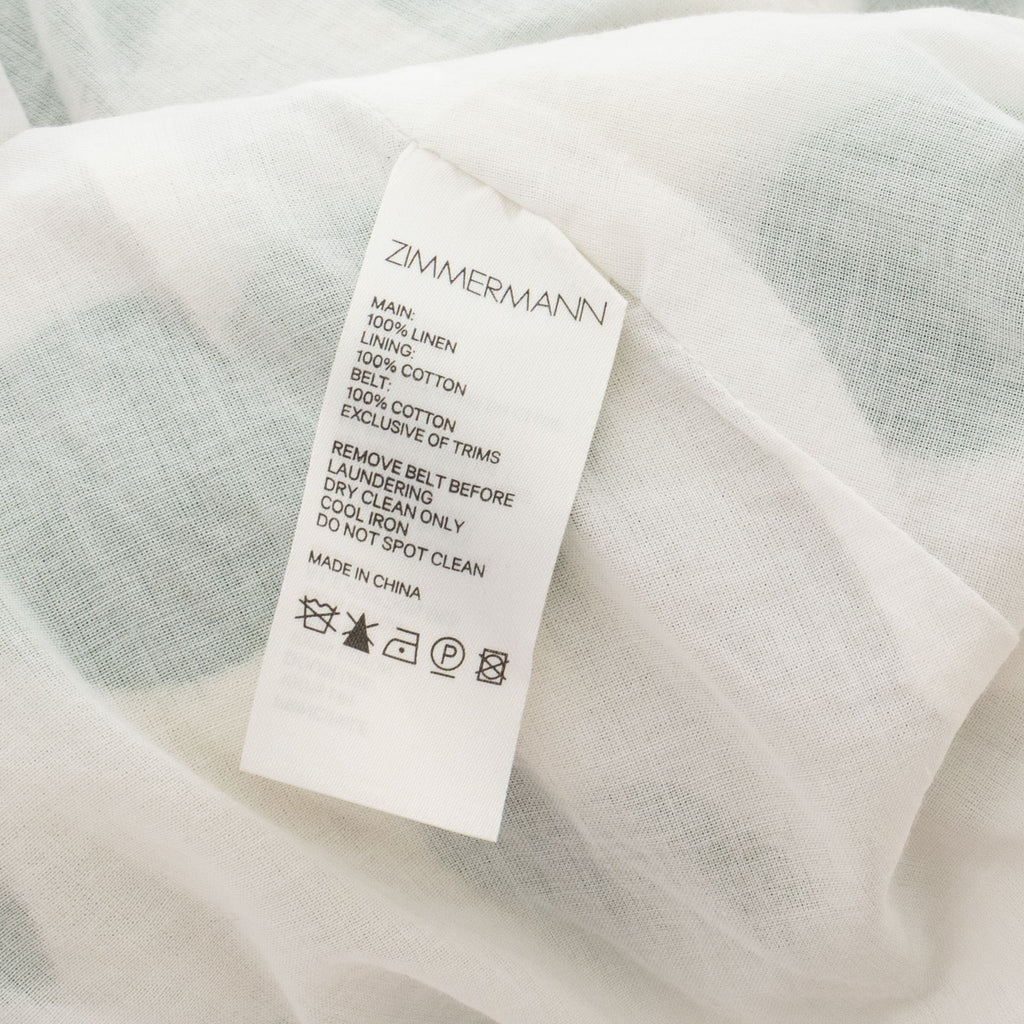 ZIMMERMANN
MAIN:
100% LINEN
LINING:
100% COTTON
BELT:
100% COTTON
EXCLUSIVE OF TRIMS
REMOVE BELT BEFORE
LAUNDERING
DRY CLEAN ONLY
COOL IRON
DO NOT SPOT CLEAN
MADE IN CHINA
P